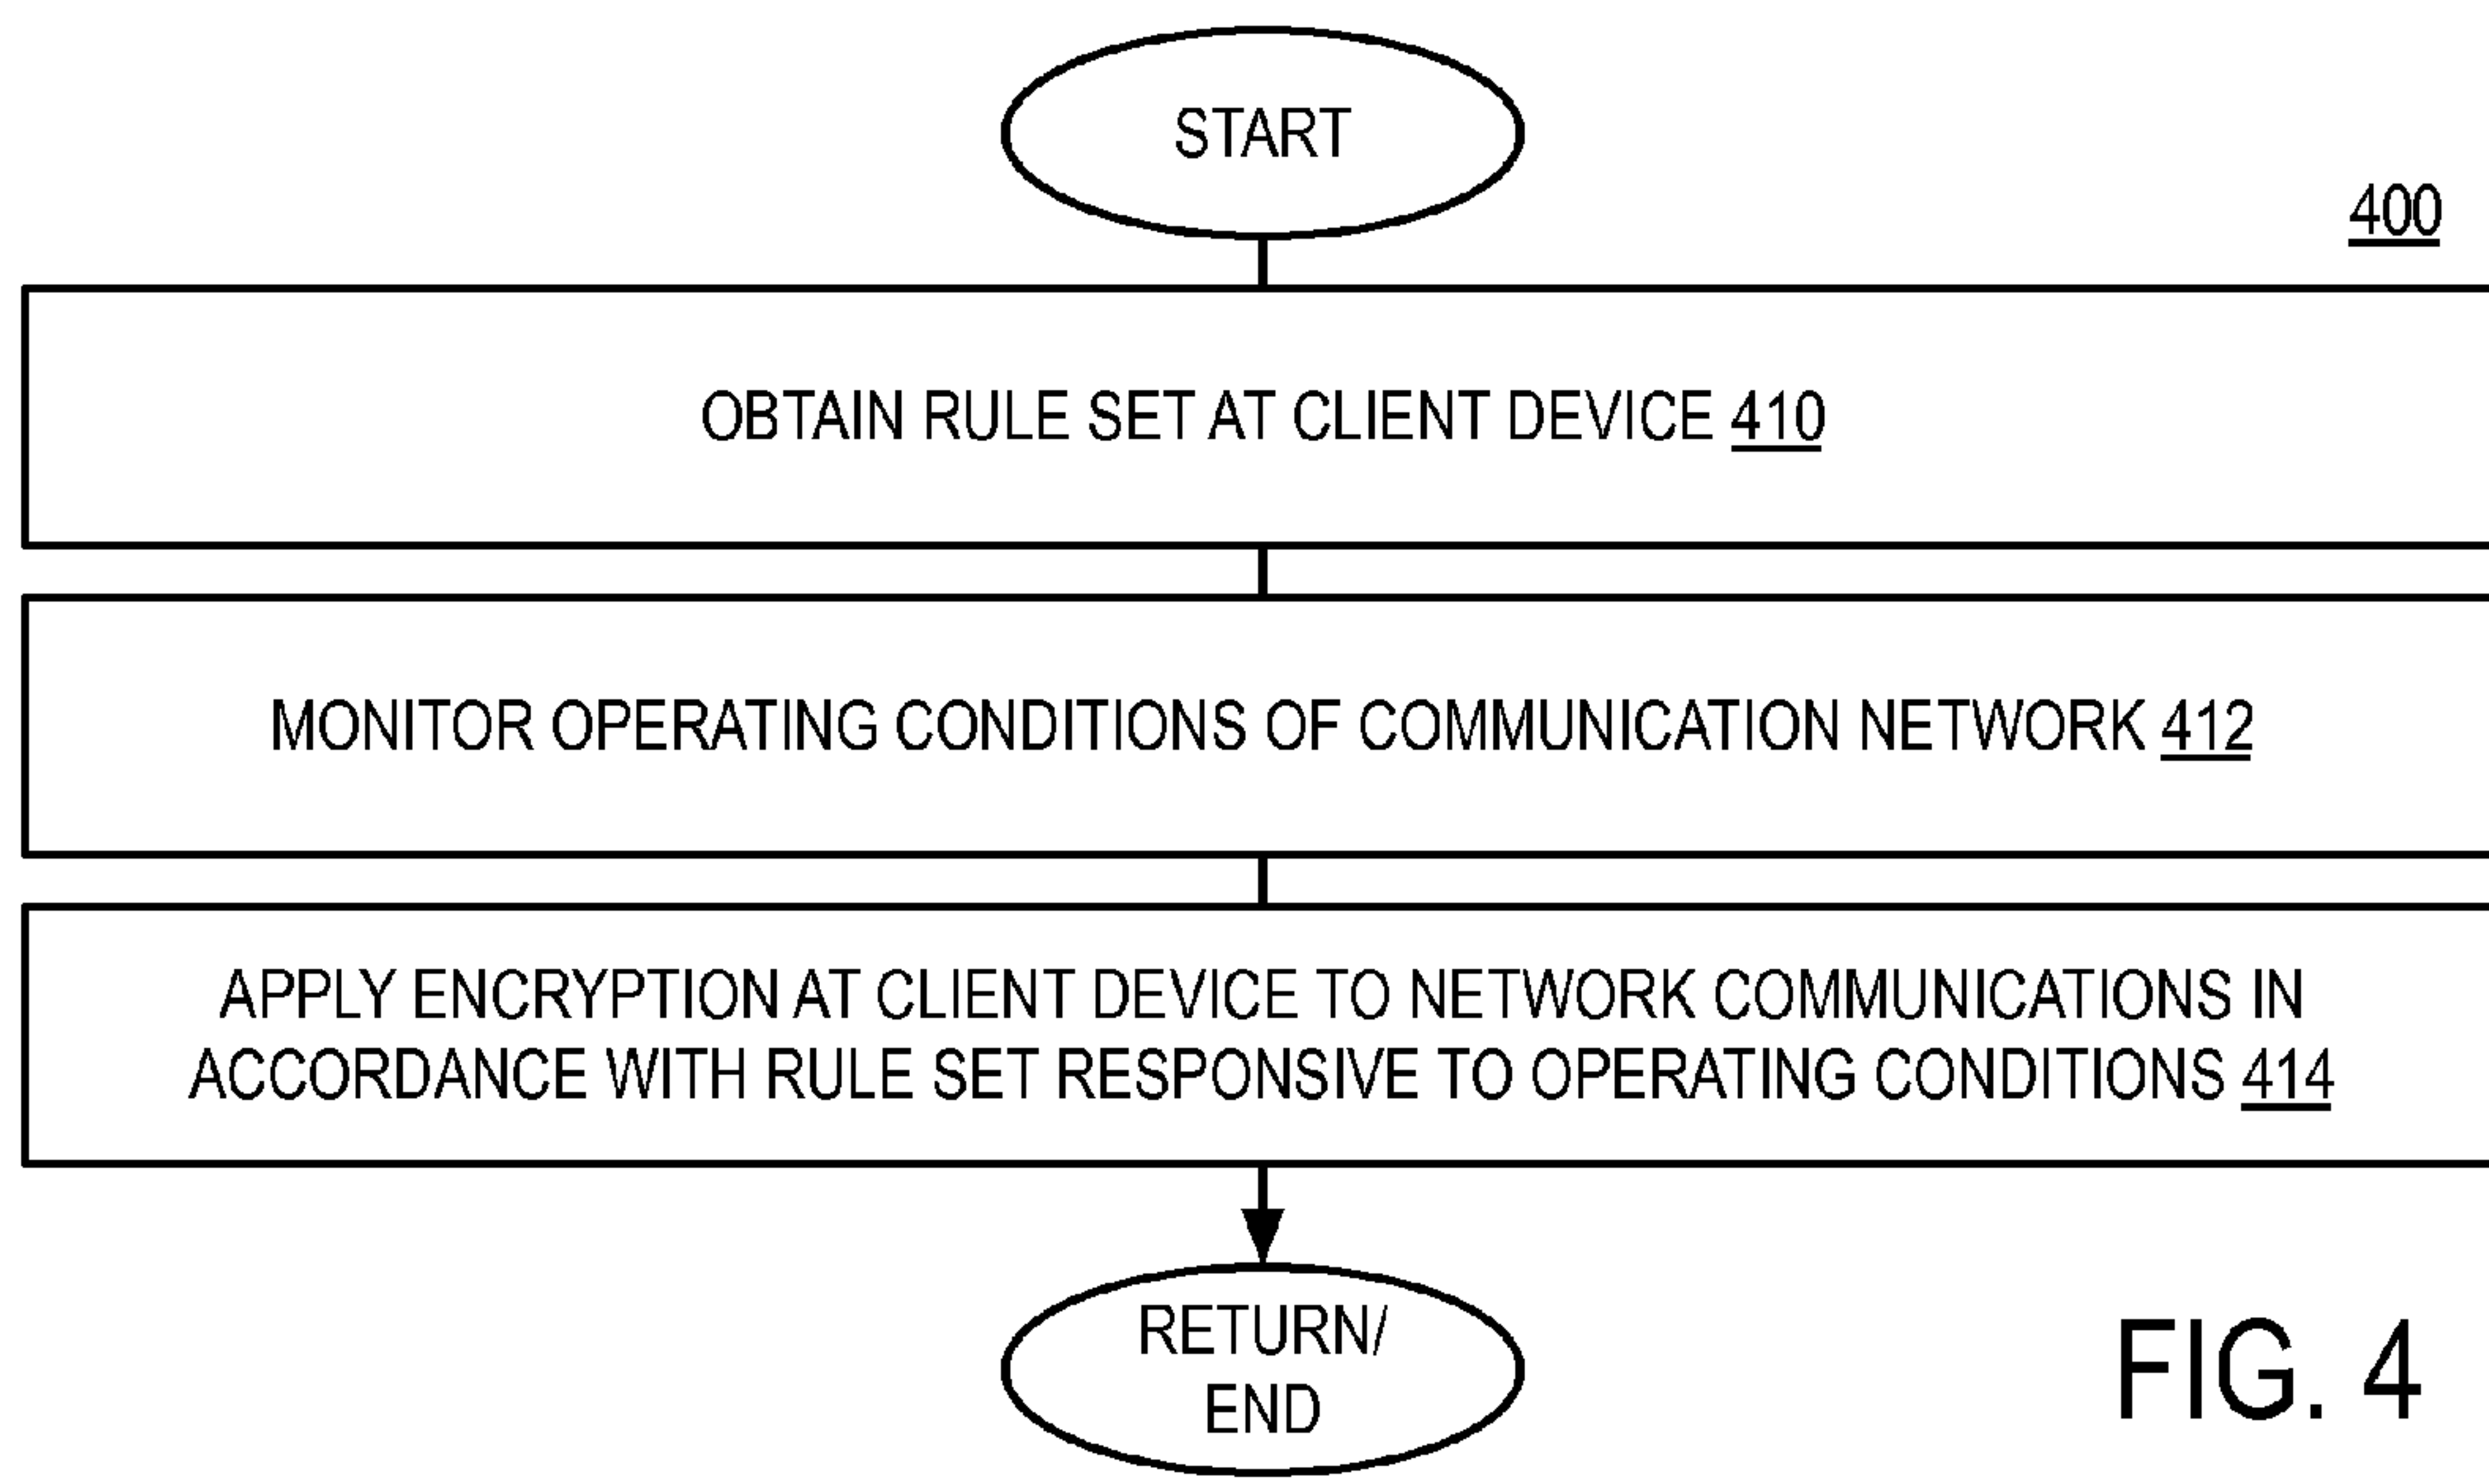 START
400
OBTAIN RULE SET AT CLIENT DEVICE 410
MONITOR OPERATING CONDITIONS OF COMMUNICATION NETWORK 412
APPLY ENCRYPTION AT CLIENT DEVICE TO NETWORK COMMUNICATIONS IN
ACCORDANCE WITH RULE SET RESPONSIVE TO OPERATING CONDITIONS 414
RETURN/
END
FIG. 4